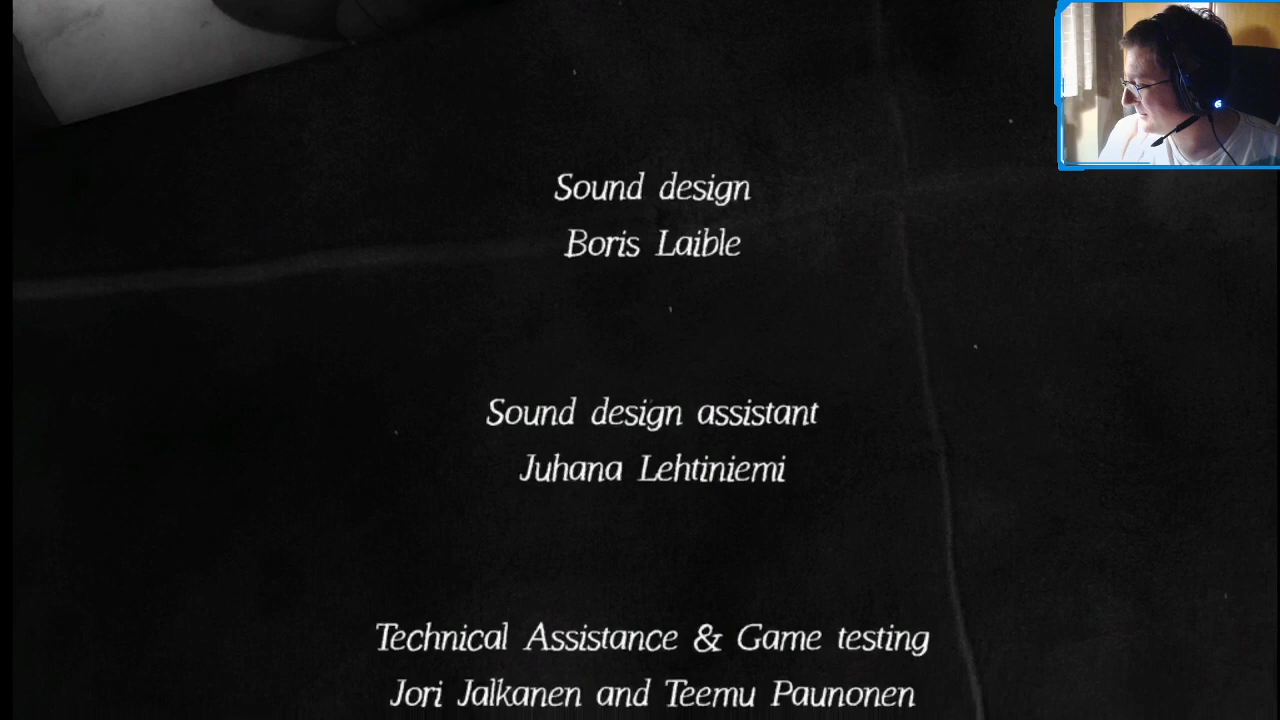 Sound design
Boris Laible
Sound design assistant
Juhana Lehtiniemi
Technical Assistance & Game testing
Jori Jalkanen and Teemu Paunonen